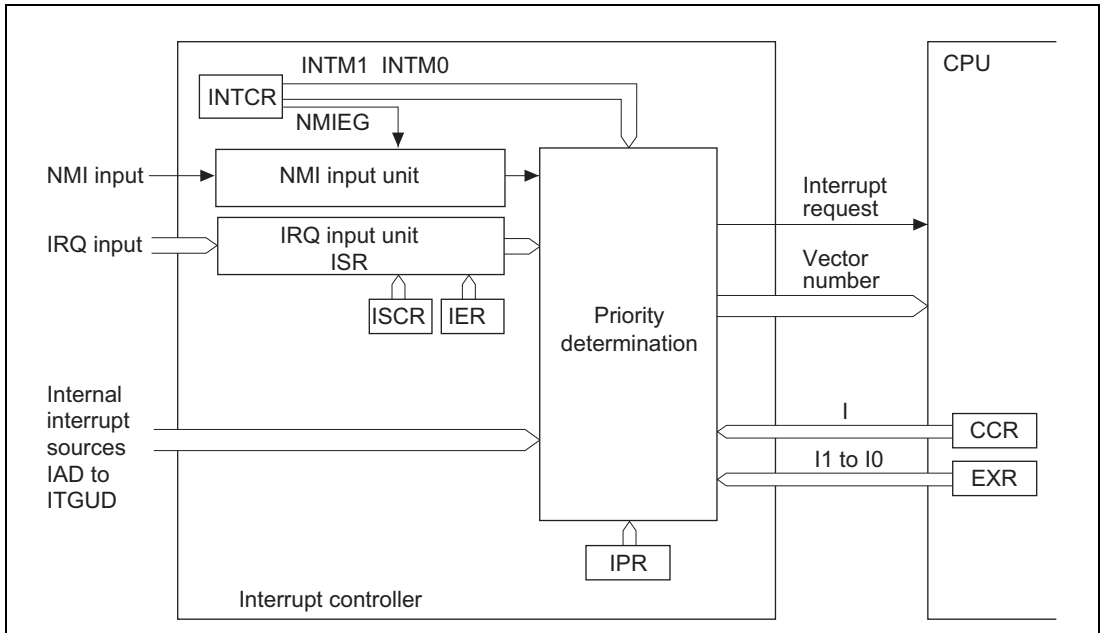 INTM1 INTM0
CPU
INTCR
NMIEG
NMI input
NMI input unit
IRQ input
IRQ input unit
ISR
ISCR
IER
Priority
determination
Interrupt
request
Vector
number
Internal
interrupt
sources
IAD to
ITGUD
I
CCR
I1 to I0
EXR
IPR
Interrupt controller